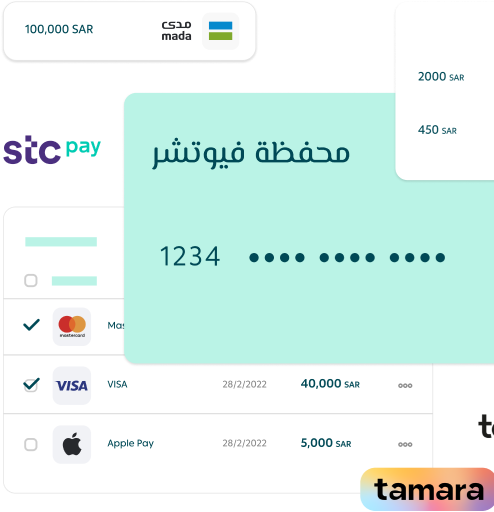 100,000 SAR
مدى
mada
2000 SAR
450 SAR
stc pay
محفظة فيوتشر
1234 •••• •••• ••••
mastercard
VISA VISA 28/2/2022 40,000 SAR
Apple Pay 28/2/2022 5,000 SAR
tamara